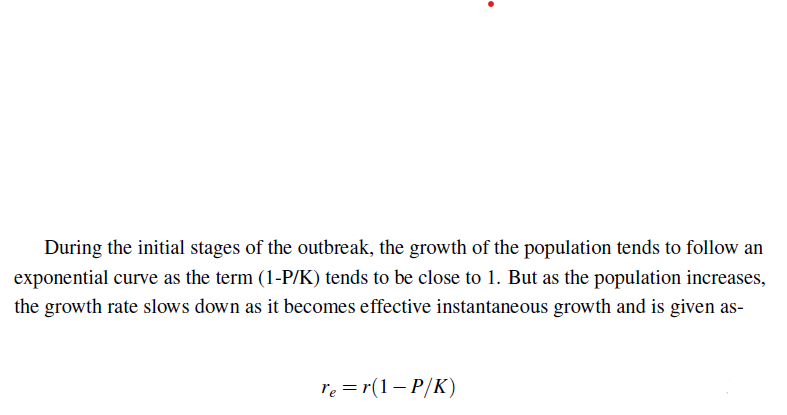 During the initial stages of the outbreak, the growth of the population tends to follow an
exponential curve as the term (1-P/K) tends to be close to 1. But as the population increases,
the growth rate slows down as it becomes effective instantaneous growth and is given as-
rₑ = r(1 – P/K)